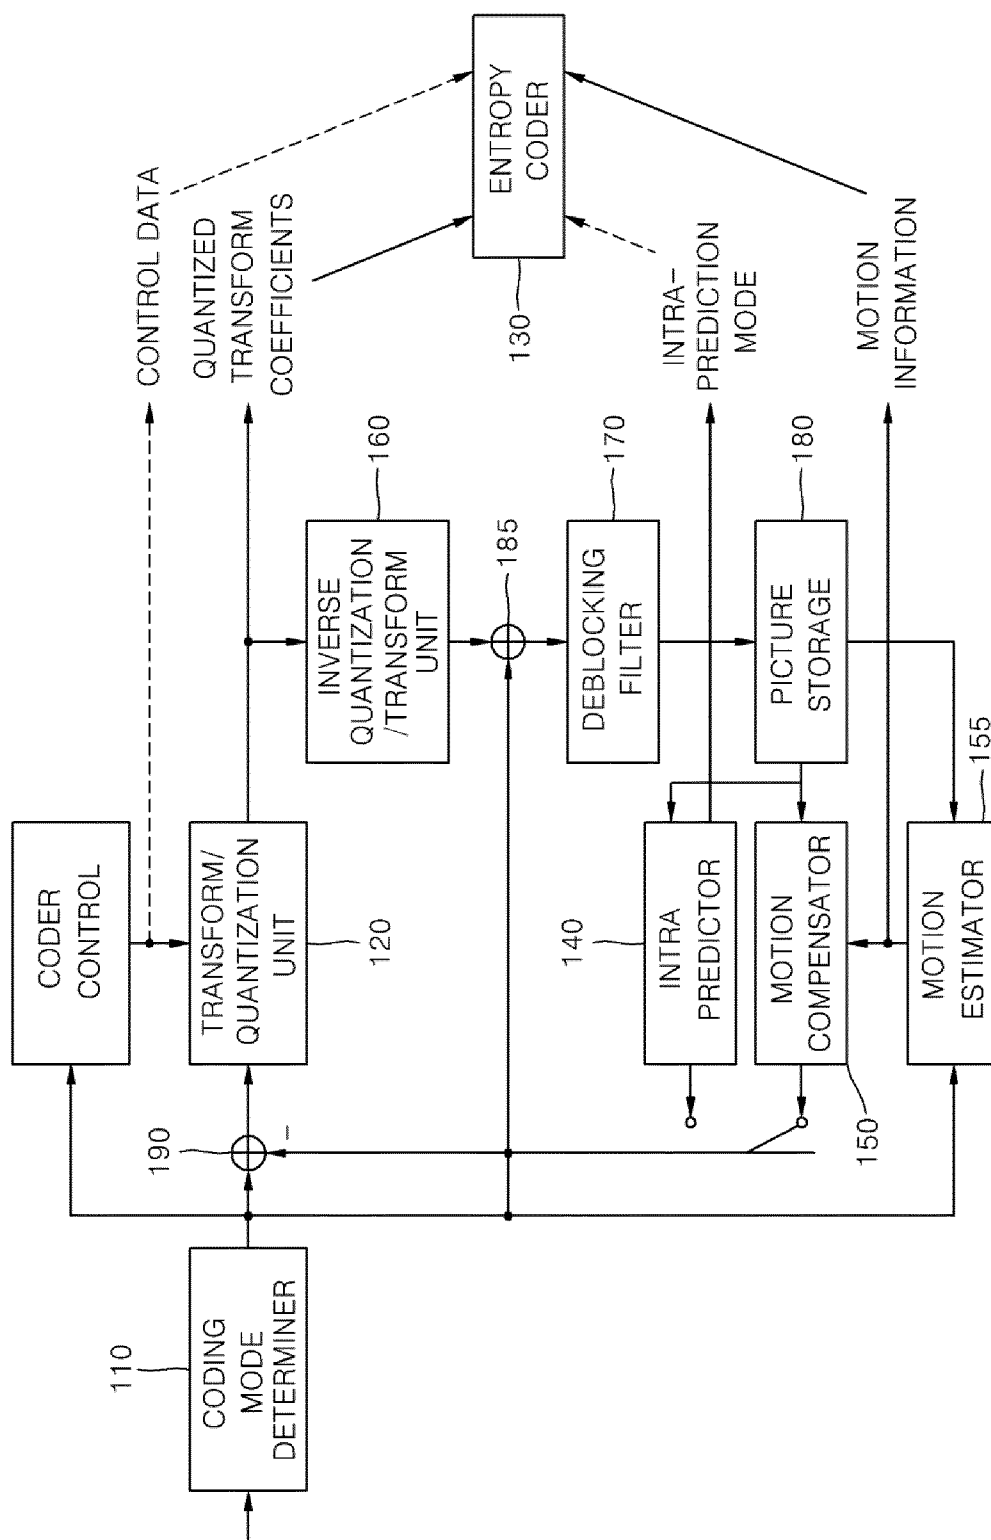 110
CODING
MODE
DETERMINER
190
−
CODER
CONTROL
TRANSFORM/
QUANTIZATION
UNIT
120
CONTROL DATA
QUANTIZED
TRANSFORM
COEFFICIENTS
INVERSE
QUANTIZATION
/TRANSFORM
UNIT
160
185
DEBLOCKING
FILTER
170
PICTURE
STORAGE
180
140
INTRA
PREDICTOR
MOTION
COMPENSATOR
150
MOTION
ESTIMATOR
155
ENTROPY
CODER
130
INTRA-
PREDICTION
MODE
MOTION
INFORMATION